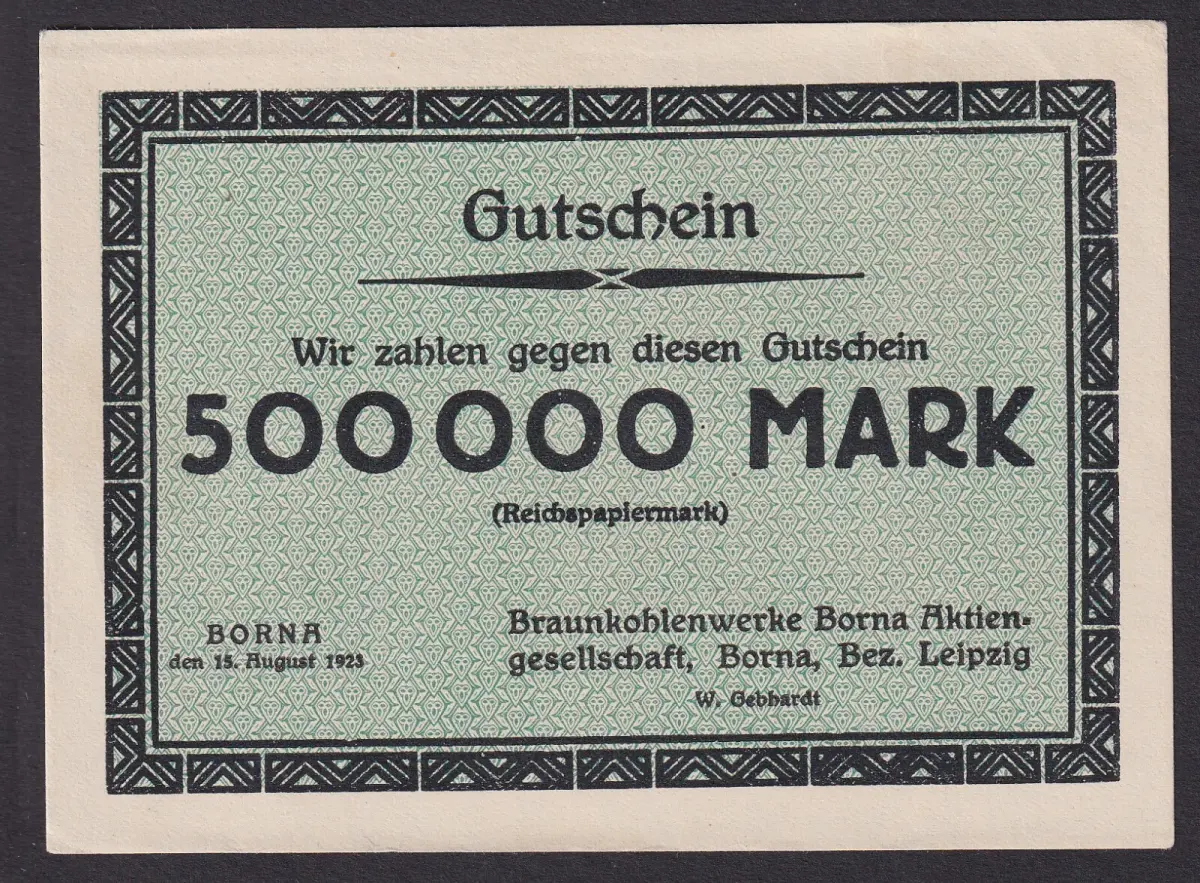 Gutschein
Wir zahlen gegen diesen Gutschein
500000 MARK
(Reichspapiermark)
BORNA
den 15. August 1923
Braunkohlenwerke Borna Aktien-
gesellschaft, Borna, Bez. Leipzig
W. Gebhardt